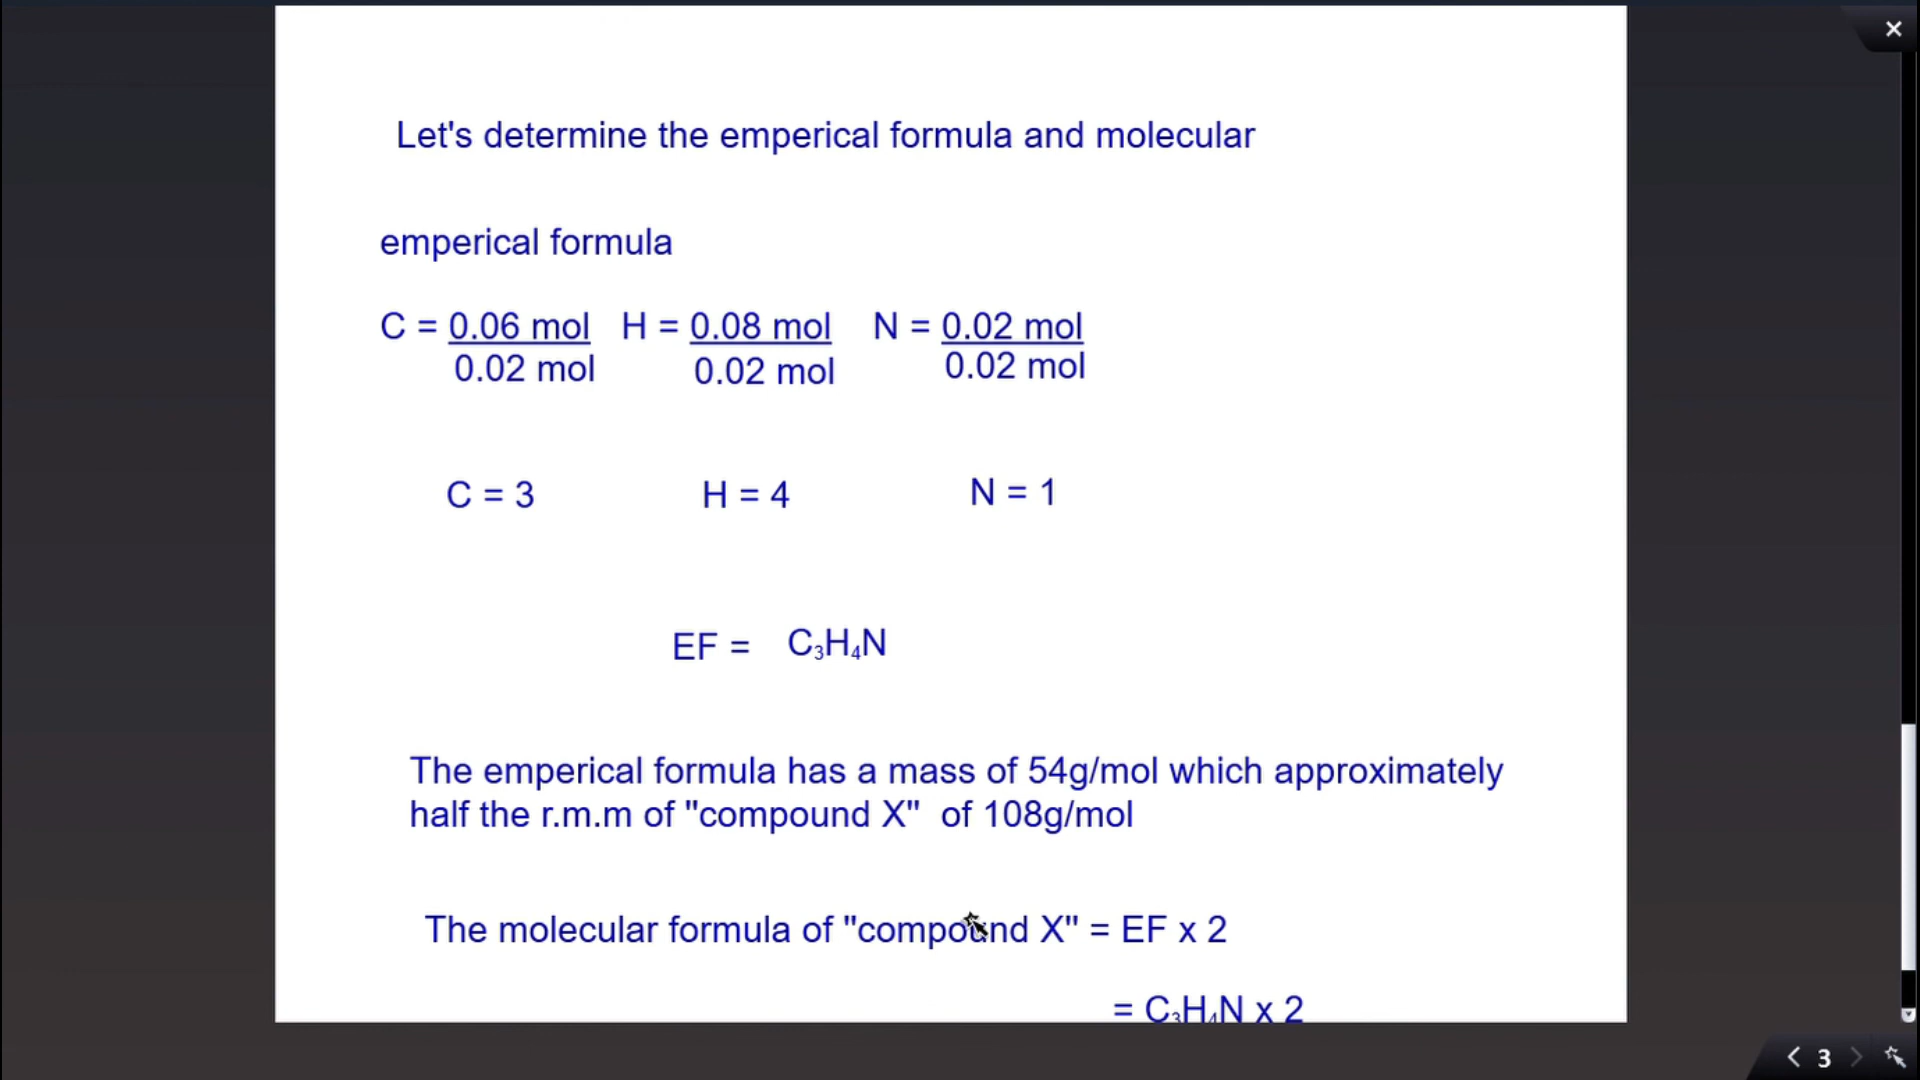 Let's determine the emperical formula and molecular
emperical formula
C = 0.06 mol H = 0.08 mol N = 0.02 mol
0.02 mol 0.02 mol 0.02 mol
C = 3 H = 4 N = 1
EF = C₃H₄N
The emperical formula has a mass of 54g/mol which approximately
half the r.m.m of "compound X" of 108g/mol
The molecular formula of "compound X" = EF x 2
= C₃H₄N x 2
3